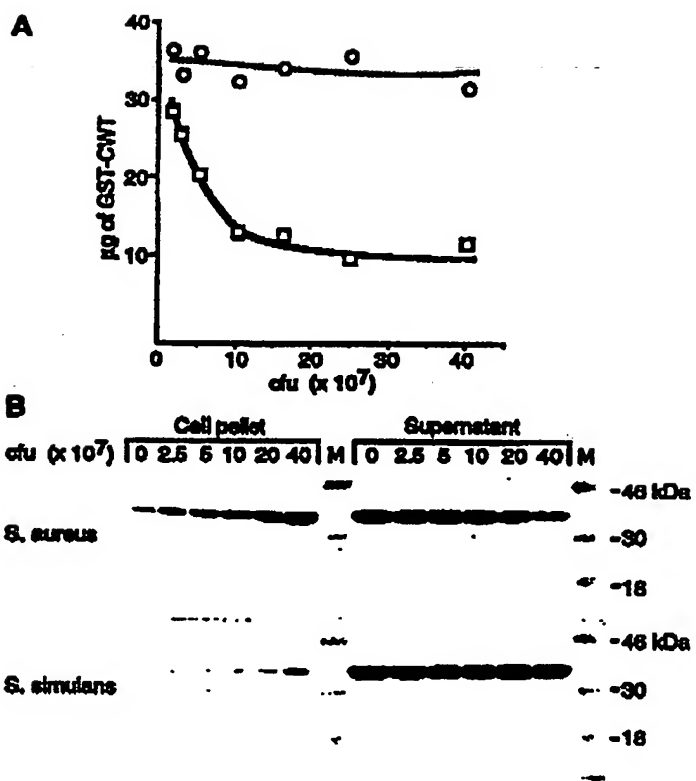 A
40
30
20
10
µg of GST-CWT
0 10 20 30 40
cfu (x 10⁷)
B
Cell pellet Supernatant
cfu (x 10⁷) 0 2.5 5 10 20 40 M 0 2.5 5 10 20 40 M
-46 kDa
S. aureus
-30
-18
-46 kDa
S. simulans
-30
-18